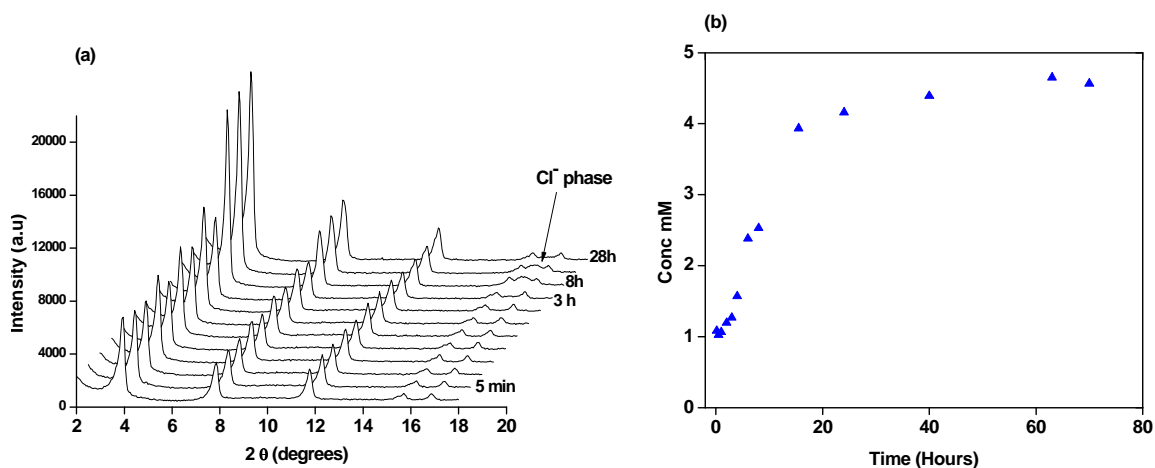 (a)
Intensity (a.u)
20000
16000
12000
8000
4000
0
Cl⁻ phase
28h
8h
3 h
5 min
2 4 6 8 10 12 14 16 18 20
2 θ (degrees)
(b)
Conc mM
5
4
3
2
1
0
0 20 40 60 80
Time (Hours)